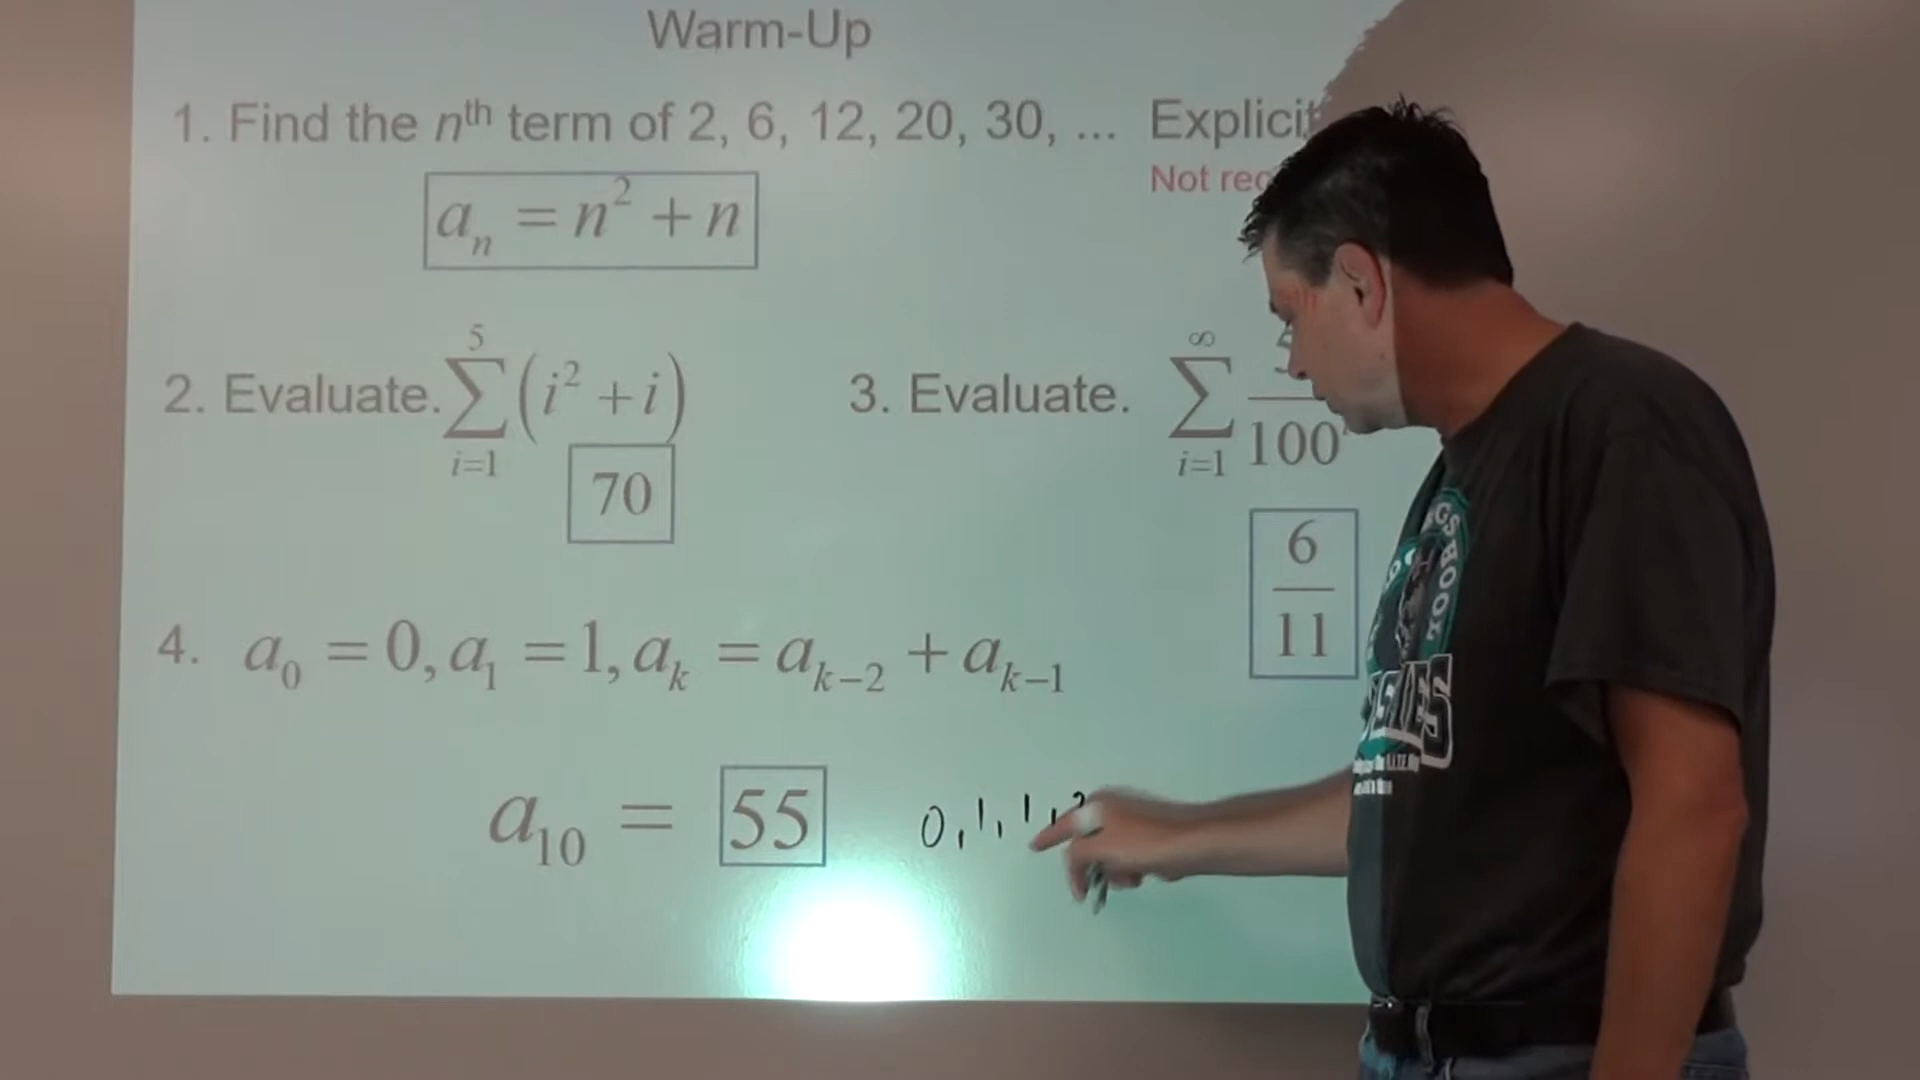 Warm-Up
1. Find the nᵗʰ term of 2, 6, 12, 20, 30, ... Explicit
Not
aₙ = n² + n
2. Evaluate. ∑_{i=1}^{5} (i² + i)
70
3. Evaluate. ∑_{i=1}^{∞} 5/100
6/11
4. a₀ = 0, a₁ = 1, aₖ = aₖ₋₂ + aₖ₋₁
a₁₀ = 55
0, 1, 1, 2